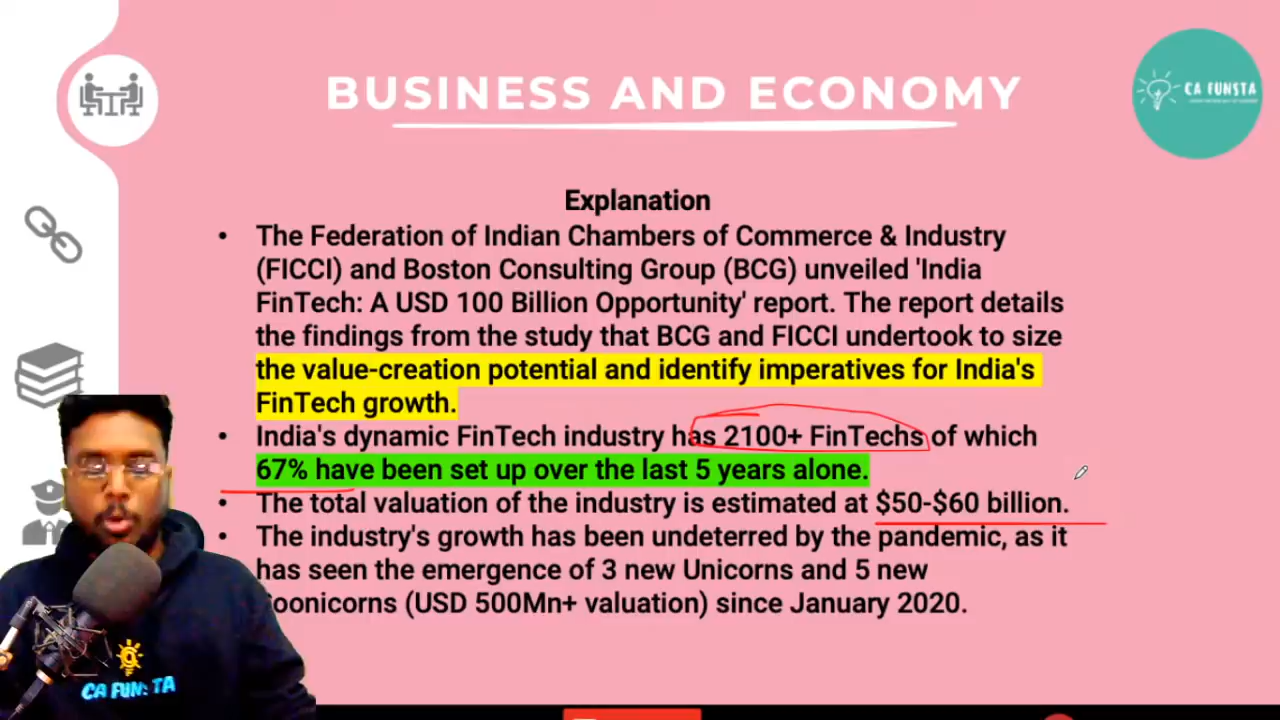 BUSINESS AND ECONOMY
CA FUNSTA
Explanation
• The Federation of Indian Chambers of Commerce & Industry
(FICCI) and Boston Consulting Group (BCG) unveiled 'India
FinTech: A USD 100 Billion Opportunity' report. The report details
the findings from the study that BCG and FICCI undertook to size
the value-creation potential and identify imperatives for India's
FinTech growth.
• India's dynamic FinTech industry has 2100+ FinTechs of which
67% have been set up over the last 5 years alone.
• The total valuation of the industry is estimated at $50-$60 billion.
• The industry's growth has been undeterred by the pandemic, as it
has seen the emergence of 3 new Unicorns and 5 new
oonicorns (USD 500Mn+ valuation) since January 2020.
CA FUNSTA